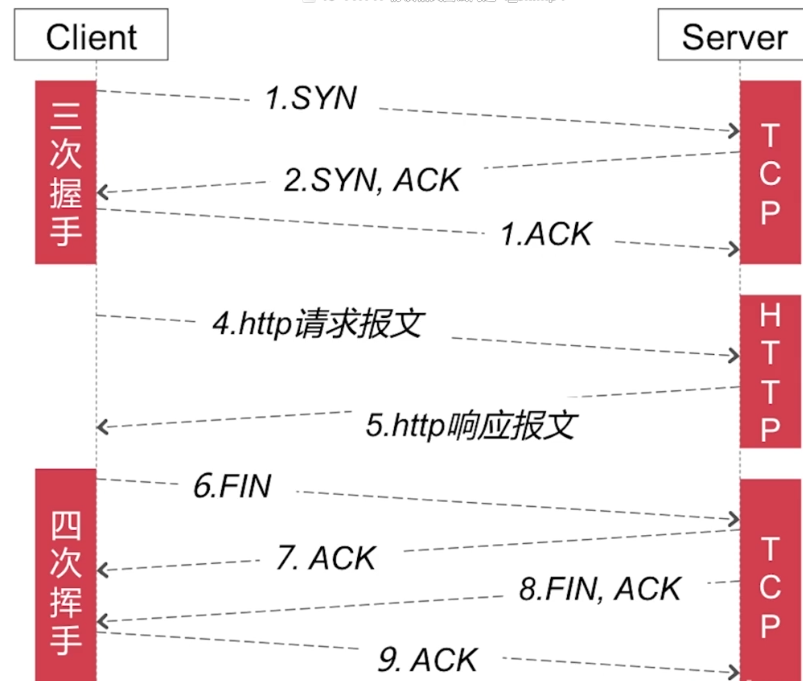 Client
Server
三次握手
1.SYN
TCP
2.SYN, ACK
1.ACK
4.http请求报文
HTTP
5.http响应报文
四次挥手
6.FIN
TCP
7. ACK
8.FIN, ACK
9. ACK